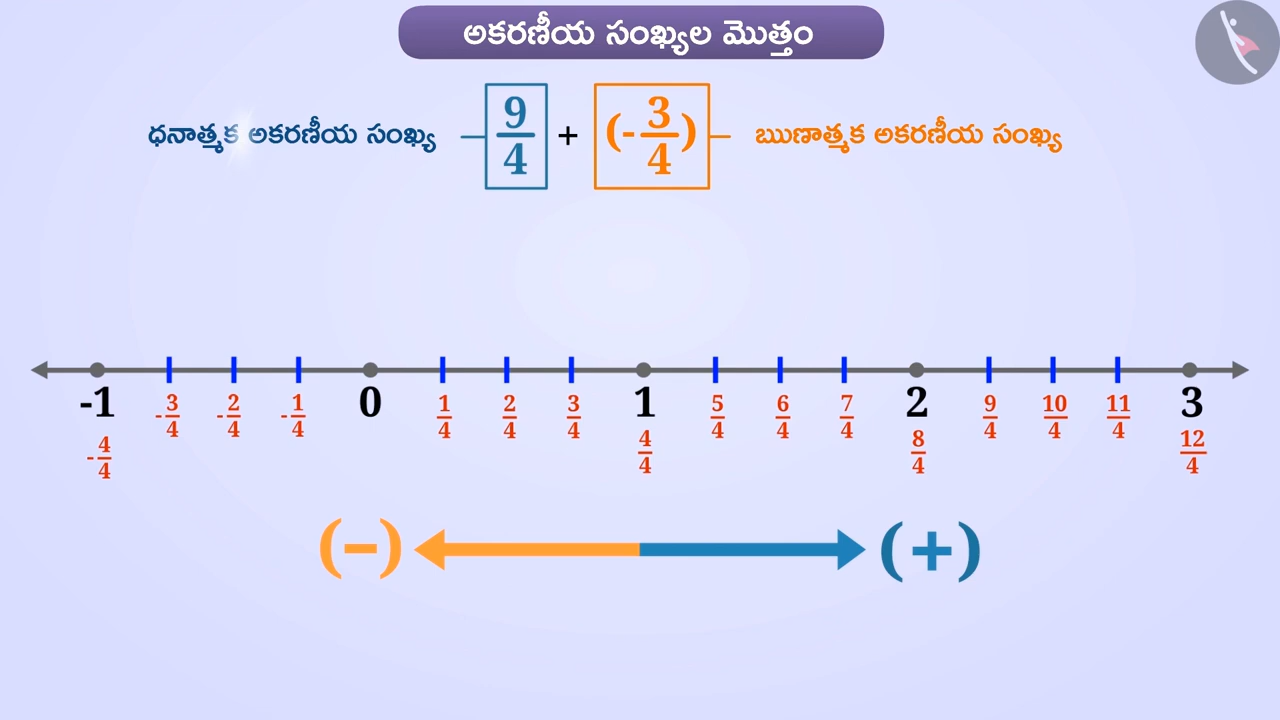 అకరణీయ సంఖ్యల మొత్తం
ధనాత్మక అకరణీయ సంఖ్య 9/4 + (-3/4) ఋణాత్మక అకరణీయ సంఖ్య
-1 0 1 2 3
-4/4 -3/4 -2/4 -1/4 1/4 2/4 3/4 4/4 5/4 6/4 7/4 8/4 9/4 10/4 11/4 12/4
(−) (+)